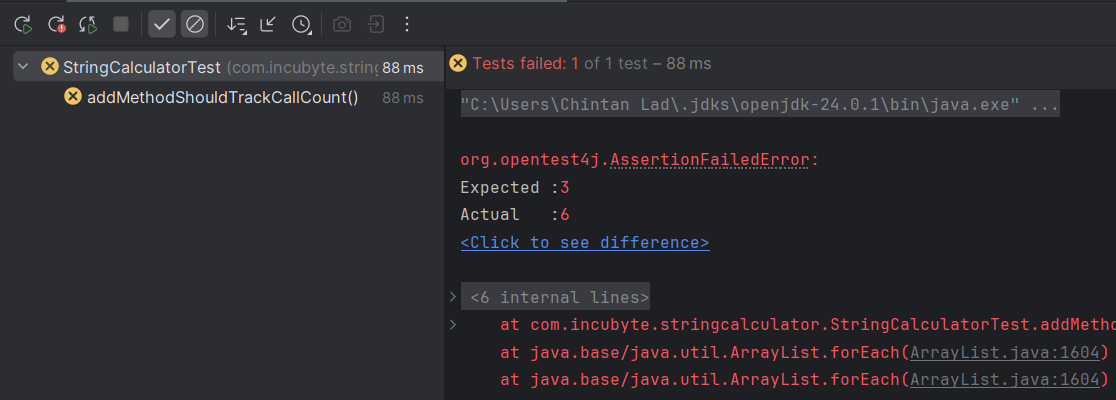 StringCalculatorTest (com.incubyte.string 88 ms
addMethodShouldTrackCallCount() 88 ms
Tests failed: 1 of 1 test – 88 ms
"C:\Users\Chintan Lad\.jdks\openjdk-24.0.1\bin\java.exe" ...
org.opentest4j.AssertionFailedError:
Expected :3
Actual   :6
<Click to see difference>
<6 internal lines>
at com.incubyte.stringcalculator.StringCalculatorTest.addMetho
at java.base/java.util.ArrayList.forEach(ArrayList.java:1604)
at java.base/java.util.ArrayList.forEach(ArrayList.java:1604)